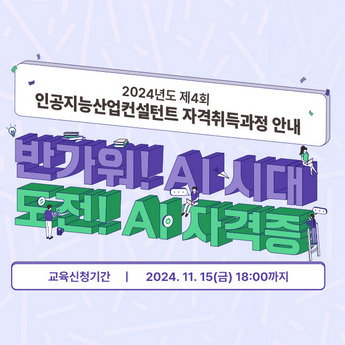 2024년도 제4회
인공지능산업컨설턴트 자격취득과정 안내
반가워! AI 시대
도전! AI 자격증
교육신청기간 | 2024. 11. 15(금) 18:00까지